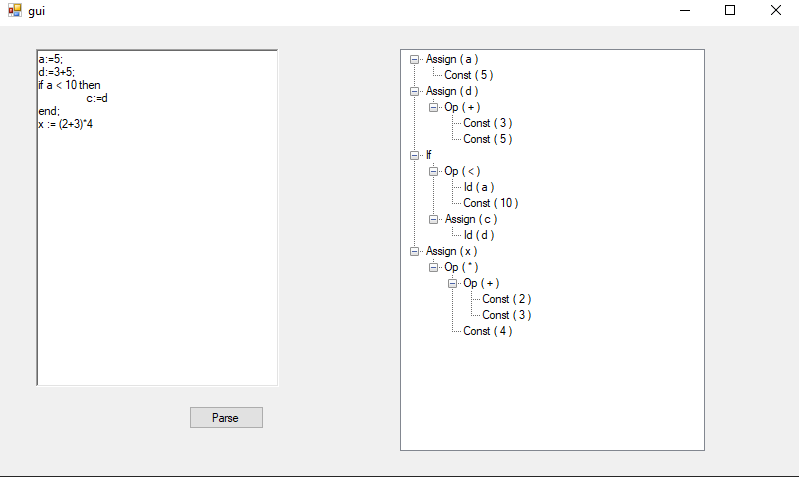 gui
a:=5;
d:=3+5;
if a < 10 then
c:=d
end;
x := (2+3)*4
Parse
Assign ( a )
Const ( 5 )
Assign ( d )
Op ( + )
Const ( 3 )
Const ( 5 )
If
Op ( < )
Id ( a )
Const ( 10 )
Assign ( c )
Id ( d )
Assign ( x )
Op ( * )
Op ( + )
Const ( 2 )
Const ( 3 )
Const ( 4 )